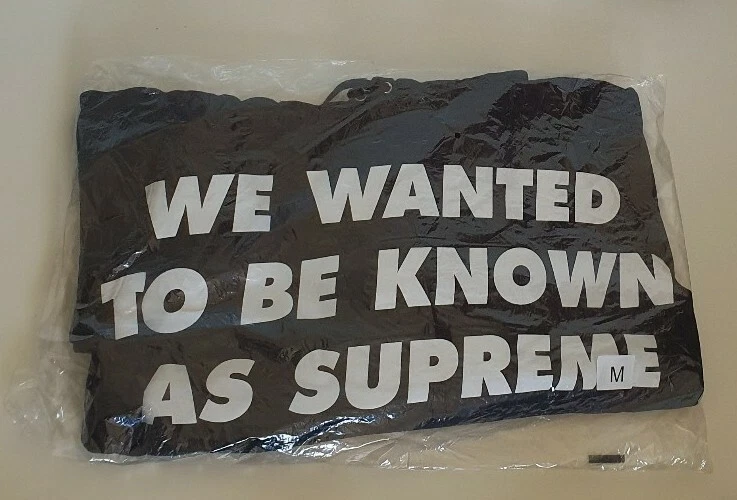 WE WANTED
TO BE KNOWN
AS SUPREME
M